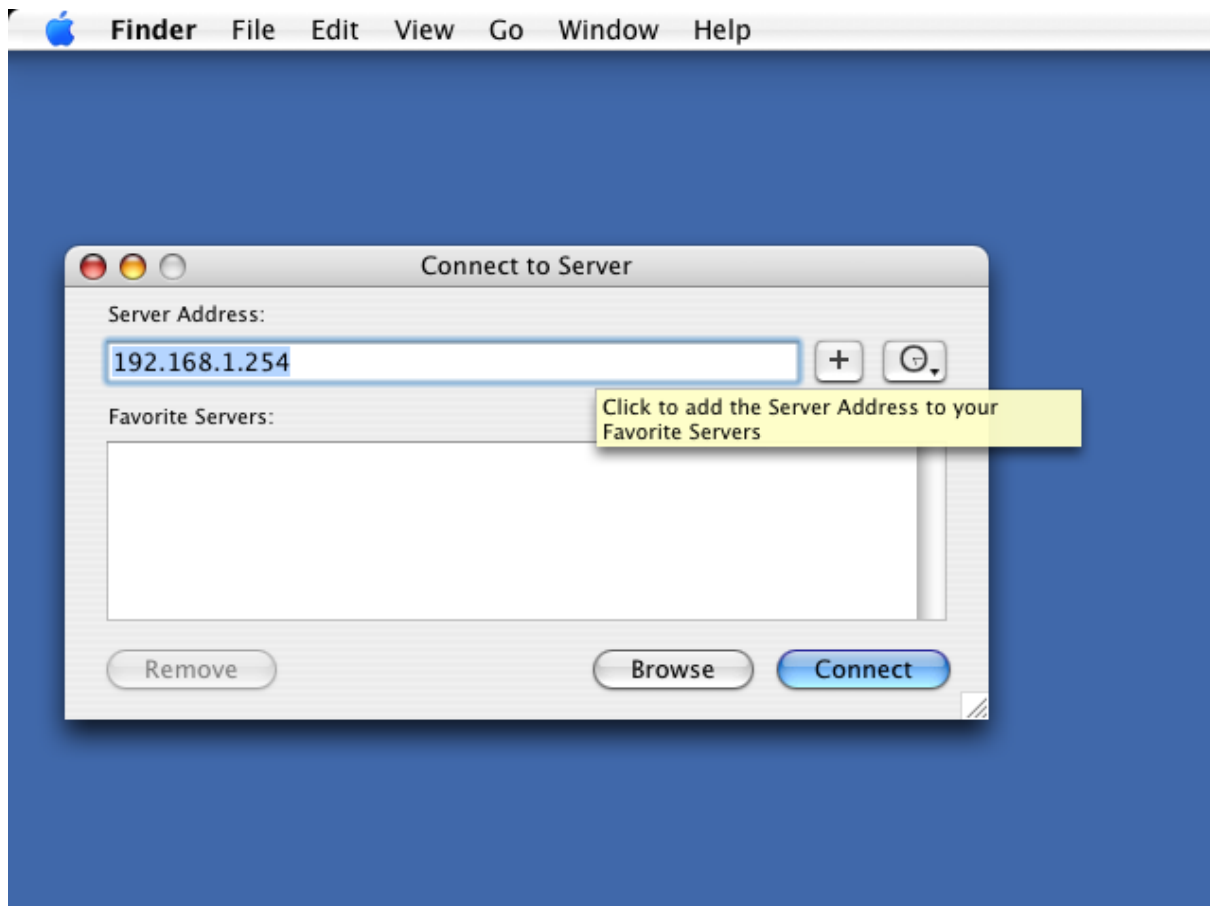 Finder File Edit View Go Window Help
Connect to Server
Server Address:
192.168.1.254
Click to add the Server Address to your
Favorite Servers
Favorite Servers:
Remove Browse Connect